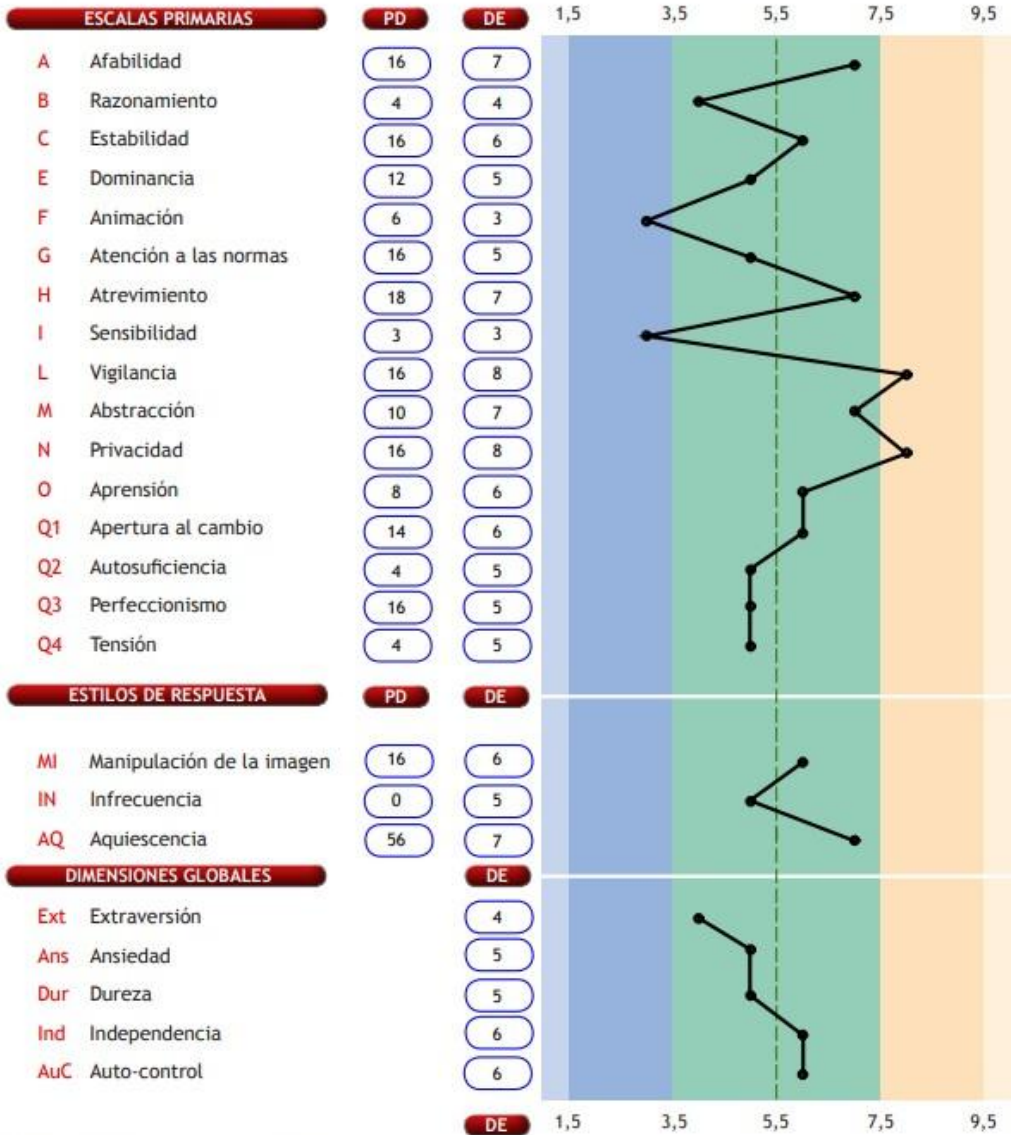 ESCALAS PRIMARIAS PD DE 1,5 3,5 5,5 7,5 9,5
A Afabilidad 16 7
B Razonamiento 4 4
C Estabilidad 16 6
E Dominancia 12 5
F Animación 6 3
G Atención a las normas 16 5
H Atrevimiento 18 7
I Sensibilidad 3 3
L Vigilancia 16 8
M Abstracción 10 7
N Privacidad 16 8
O Aprensión 8 6
Q1 Apertura al cambio 14 6
Q2 Autosuficiencia 4 5
Q3 Perfeccionismo 16 5
Q4 Tensión 4 5
ESTILOS DE RESPUESTA PD DE
MI Manipulación de la imagen 16 6
IN Infrecuencia 0 5
AQ Aquiescencia 56 7
DIMENSIONES GLOBALES DE
Ext Extraversión 4
Ans Ansiedad 5
Dur Dureza 5
Ind Independencia 6
AuC Auto-control 6
DE 1,5 3,5 5,5 7,5 9,5